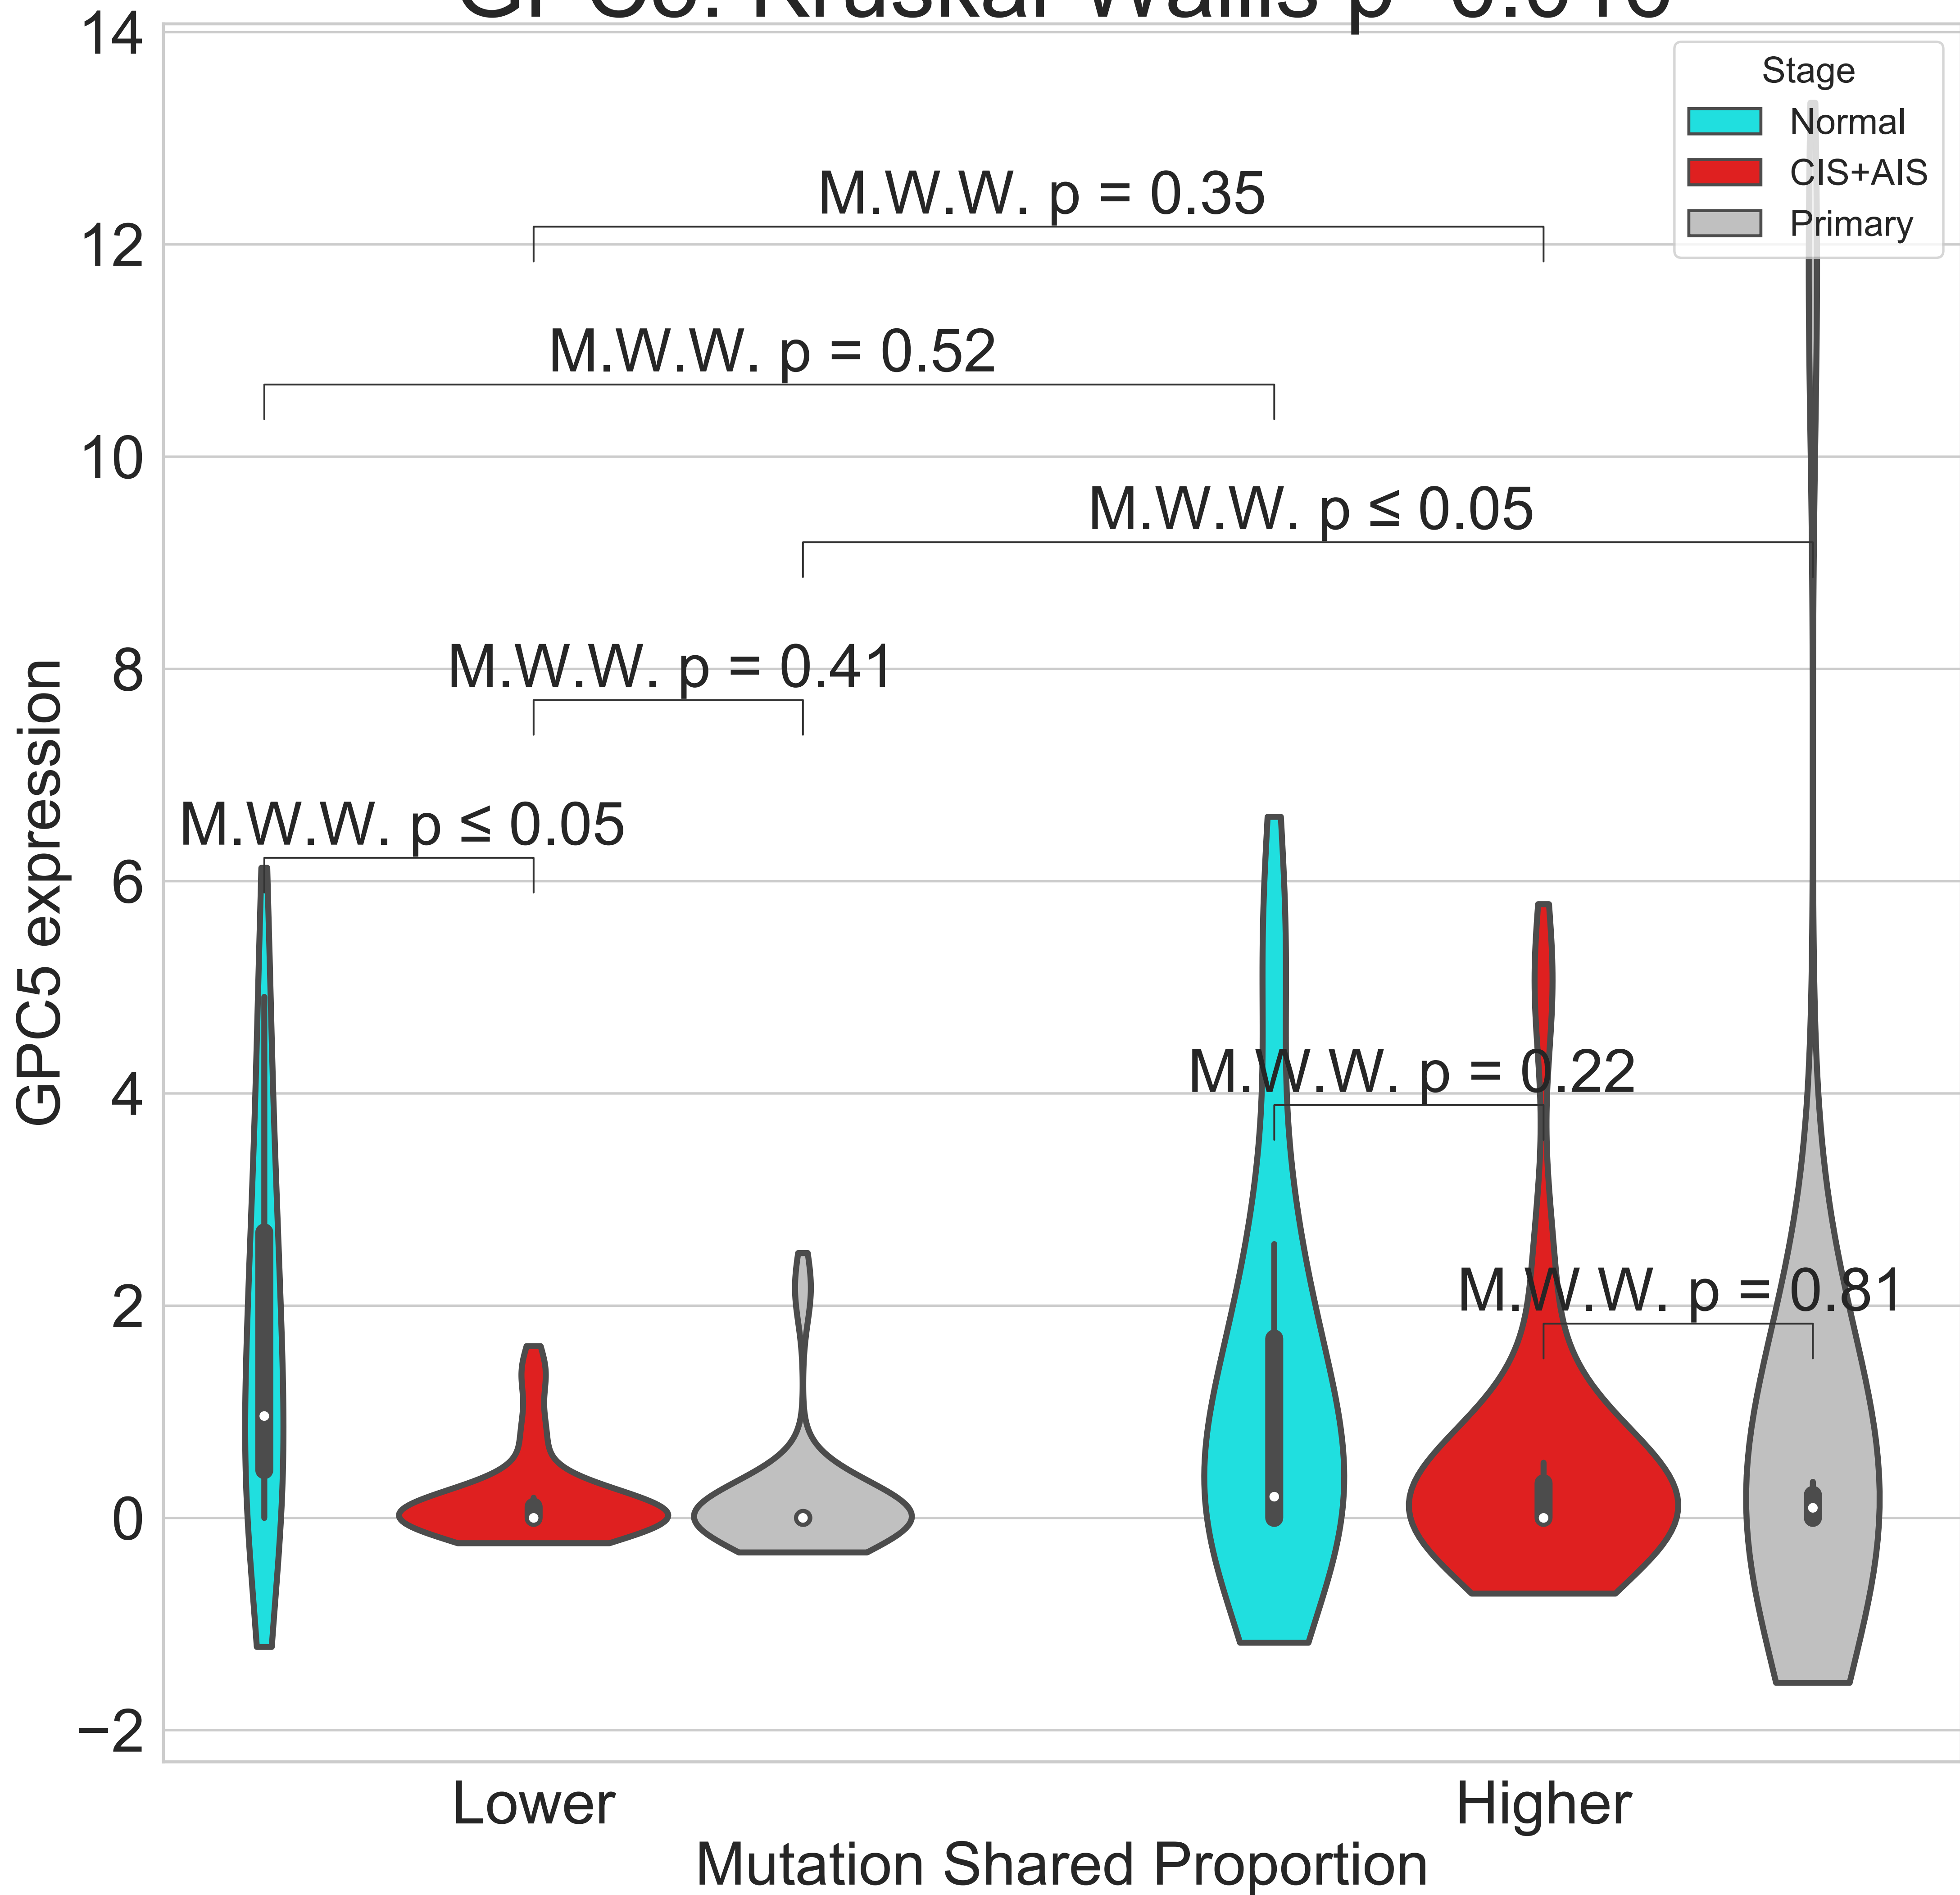 14
Stage
Normal
CIS+AIS
Primary
M.W.W. p = 0.35
12
M.W.W. p = 0.52
10
M.W.W. p ≤ 0.05
8
M.W.W. p = 0.41
M.W.W. p ≤ 0.05
6
M.W.W. p = 0.22
4
M.W.W. p = 0.81
2
0
−2
GPC5 expression
Lower
Higher
Mutation Shared Proportion